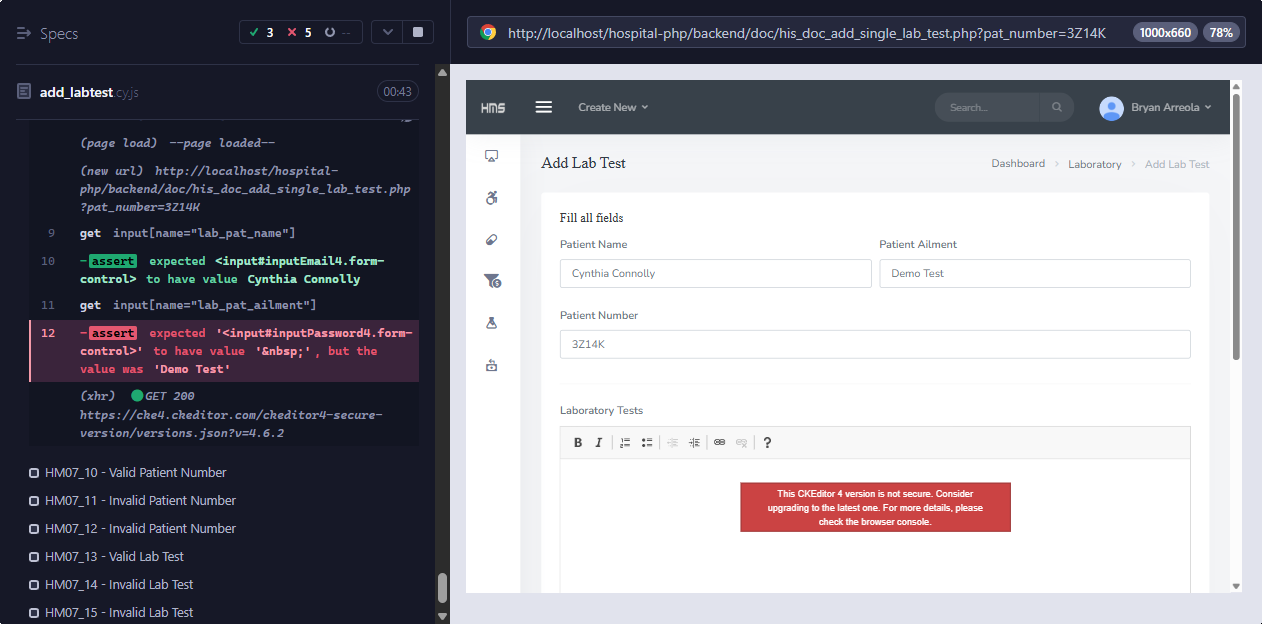 Specs
3
5
--
http://localhost/hospital-php/backend/doc/his_doc_add_single_lab_test.php?pat_number=3Z14K
1000x660
78%
add_labtest.cy.js
00:43
(page load) --page loaded--
(new url) http://localhost/hospital-
php/backend/doc/his_doc_add_single_lab_test.php
?pat_number=3Z14K
9 get input[name="lab_pat_name"]
10 -assert expected <input#inputEmail4.form-
control> to have value Cynthia Connolly
11 get input[name="lab_pat_ailment"]
12 -assert expected '<input#inputPassword4.form-
control>' to have value '&nbsp;', but the
value was 'Demo Test'
(xhr) GET 200
https://cke4.ckeditor.com/ckeditor4-secure-
version/versions.json?v=4.6.2
HM07_10 - Valid Patient Number
HM07_11 - Invalid Patient Number
HM07_12 - Invalid Patient Number
HM07_13 - Valid Lab Test
HM07_14 - Invalid Lab Test
HM07_15 - Invalid Lab Test
HMS
Create New
Search...
Bryan Arreola
Add Lab Test
Dashboard > Laboratory > Add Lab Test
Fill all fields
Patient Name
Patient Ailment
Cynthia Connolly
Demo Test
Patient Number
3Z14K
Laboratory Tests
B I ?
This CKEditor 4 version is not secure. Consider
upgrading to the latest one. For more details, please
check the browser console.